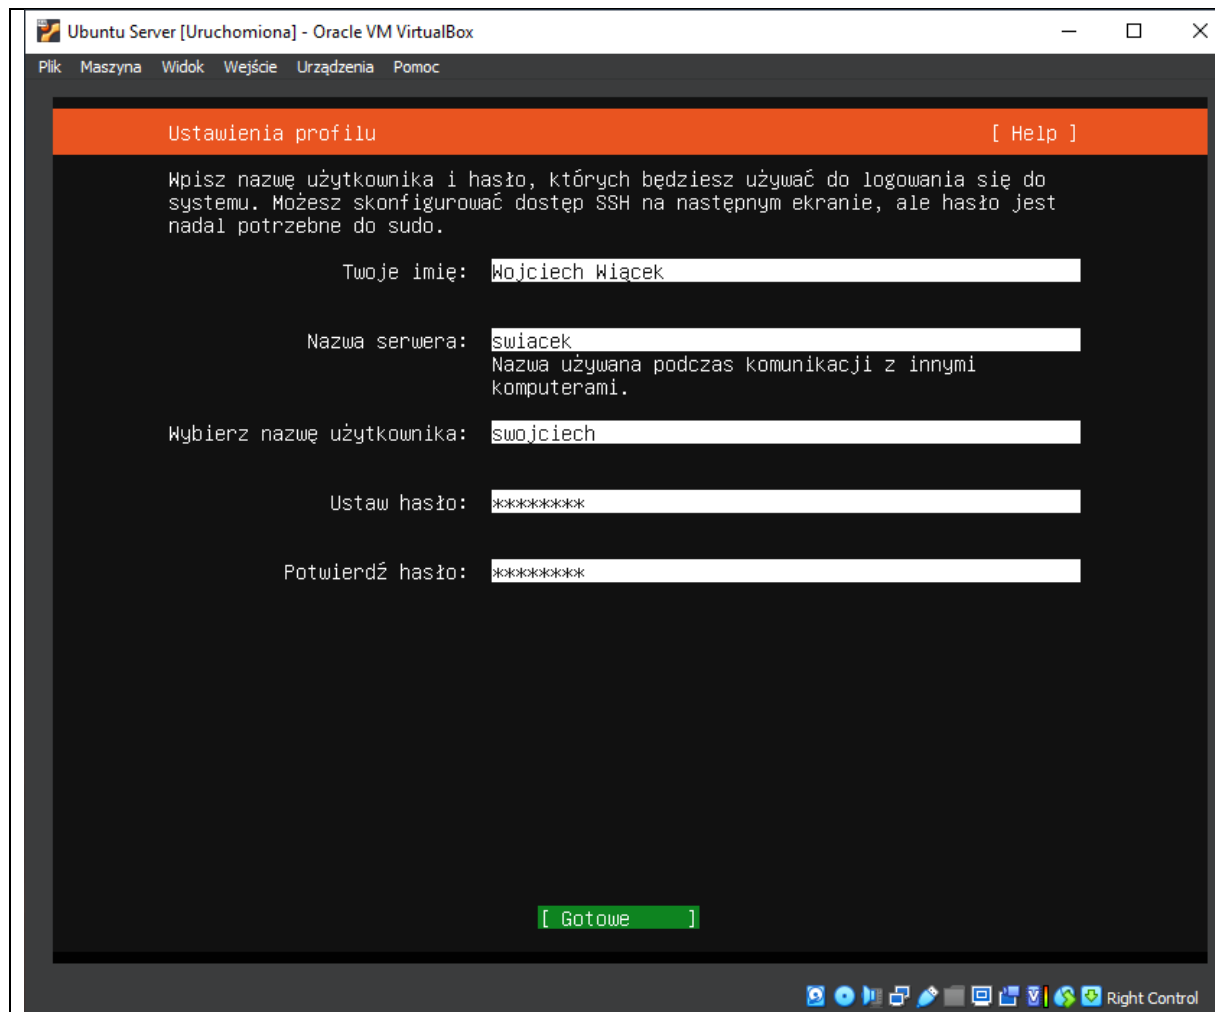 Ubuntu Server [Uruchomiona] - Oracle VM VirtualBox
Plik Maszyna Widok Wejście Urządzenia Pomoc
Ustawienia profilu [ Help ]
Wpisz nazwę użytkownika i hasło, których będziesz używać do logowania się do
systemu. Możesz skonfigurować dostęp SSH na następnym ekranie, ale hasło jest
nadal potrzebne do sudo.
Twoje imię: Wojciech Wiącek
Nazwa serwera: swiacek
Nazwa używana podczas komunikacji z innymi
komputerami.
Wybierz nazwę użytkownika: swojciech
Ustaw hasło: ********
Potwierdź hasło: ********
[ Gotowe ]
Right Control